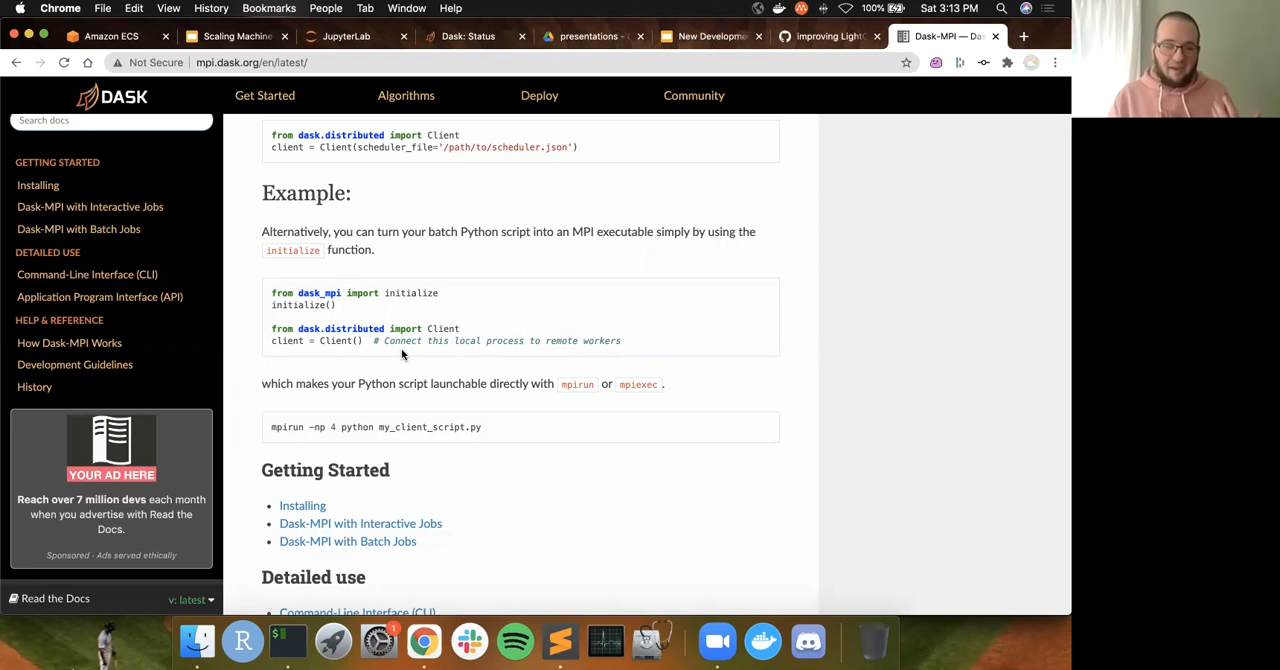 Chrome File Edit View History Bookmarks People Tab Window Help 100% Sat 3:13 PM
Amazon ECS Scaling Machine JupyterLab Dask: Status presentations - New Developme improving Light Dask-MPI — Das
Not Secure mpi.dask.org/en/latest/
DASK Get Started Algorithms Deploy Community
Search docs
GETTING STARTED
Installing
Dask-MPI with Interactive Jobs
Dask-MPI with Batch Jobs
DETAILED USE
Command-Line Interface (CLI)
Application Program Interface (API)
HELP & REFERENCE
How Dask-MPI Works
Development Guidelines
History
YOUR AD HERE
Reach over 7 million devs each month
when you advertise with Read the
Docs.
Sponsored · Ads served ethically
Read the Docs v: latest
from dask.distributed import Client
client = Client(scheduler_file='/path/to/scheduler.json')
Example:
Alternatively, you can turn your batch Python script into an MPI executable simply by using the
initialize function.
from dask_mpi import initialize
initialize()
from dask.distributed import Client
client = Client() # Connect this local process to remote workers
which makes your Python script launchable directly with mpirun or mpiexec.
mpirun -np 4 python my_client_script.py
Getting Started
Installing
Dask-MPI with Interactive Jobs
Dask-MPI with Batch Jobs
Detailed use
Command-Line Interface (CLI)
R $ 1